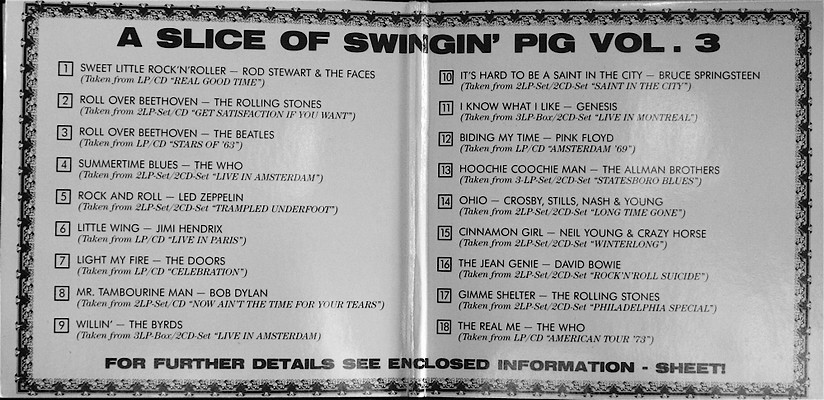 A SLICE OF SWINGIN' PIG VOL. 3
1 SWEET LITTLE ROCK'N'ROLLER – ROD STEWART & THE FACES
(Taken from LP/CD "REAL GOOD TIME")
2 ROLL OVER BEETHOVEN – THE ROLLING STONES
(Taken from 2LP-Set/CD "GET SATISFACTION IF YOU WANT")
3 ROLL OVER BEETHOVEN – THE BEATLES
(Taken from LP/CD "STARS OF '63")
4 SUMMERTIME BLUES – THE WHO
(Taken from 2LP-Set/2CD-Set "LIVE IN AMSTERDAM")
5 ROCK AND ROLL – LED ZEPPELIN
(Taken from 2LP-Set/2CD-Set "TRAMPLED UNDERFOOT")
6 LITTLE WING – JIMI HENDRIX
(Taken from LP/CD "LIVE IN PARIS")
7 LIGHT MY FIRE – THE DOORS
(Taken from LP/CD "CELEBRATION")
8 MR. TAMBOURINE MAN – BOB DYLAN
(Taken from 2LP-Set/CD "NOW AIN'T THE TIME FOR YOUR TEARS")
9 WILLIN' – THE BYRDS
(Taken from 3LP-Box/2CD-Set "LIVE IN AMSTERDAM)
10 IT'S HARD TO BE A SAINT IN THE CITY – BRUCE SPRINGSTEEN
(Taken from 2LP-Set/2CD-Set "SAINT IN THE CITY")
11 I KNOW WHAT I LIKE – GENESIS
(Taken from 3LP-Box/2CD-Set "LIVE IN MONTREAL")
12 BIDING MY TIME – PINK FLOYD
(Taken from LP/CD "AMSTERDAM '69")
13 HOOCHIE COOCHIE MAN – THE ALLMAN BROTHERS
(Taken from 3-LP-Set/2CD-Set "STATESBORO BLUES")
14 OHIO – CROSBY, STILLS, NASH & YOUNG
(Taken from 2LP-Set/2CD-Set "LONG TIME GONE")
15 CINNAMON GIRL – NEIL YOUNG & CRAZY HORSE
(Taken from 2LP-Set/2CD-Set "WINTERLONG")
16 THE JEAN GENIE – DAVID BOWIE
(Taken from 2LP-Set/2CD-Set "ROCK'N'ROLL SUICIDE")
17 GIMME SHELTER – THE ROLLING STONES
(Taken from 2LP-Set/2CD-Set "PHILADELPHIA SPECIAL")
18 THE REAL ME – THE WHO
(Taken from LP/CD "AMERICAN TOUR '73")
FOR FURTHER DETAILS SEE ENCLOSED INFORMATION - SHEET!